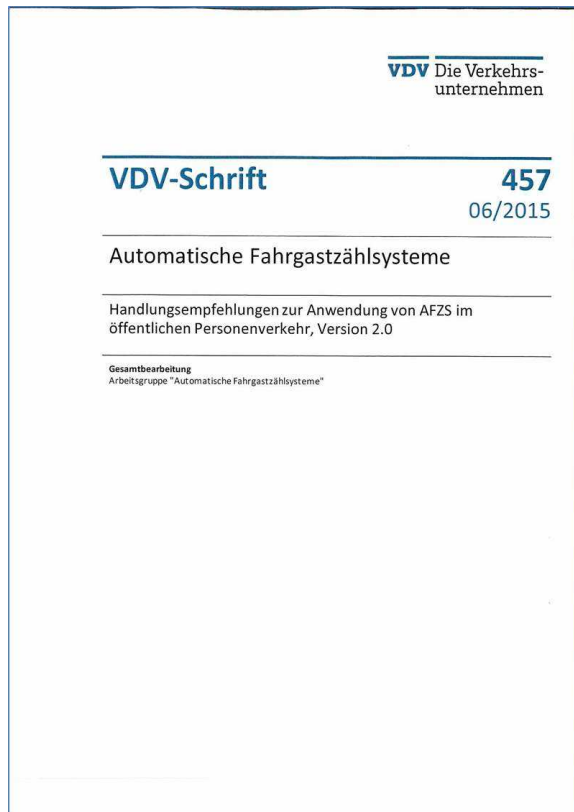 VDV Die Verkehrs-
unternehmen
VDV-Schrift 457
06/2015
Automatische Fahrgastzählsysteme
Handlungsempfehlungen zur Anwendung von AFZS im
öffentlichen Personenverkehr, Version 2.0
Gesamtbearbeitung
Arbeitsgruppe "Automatische Fahrgastzählsysteme"